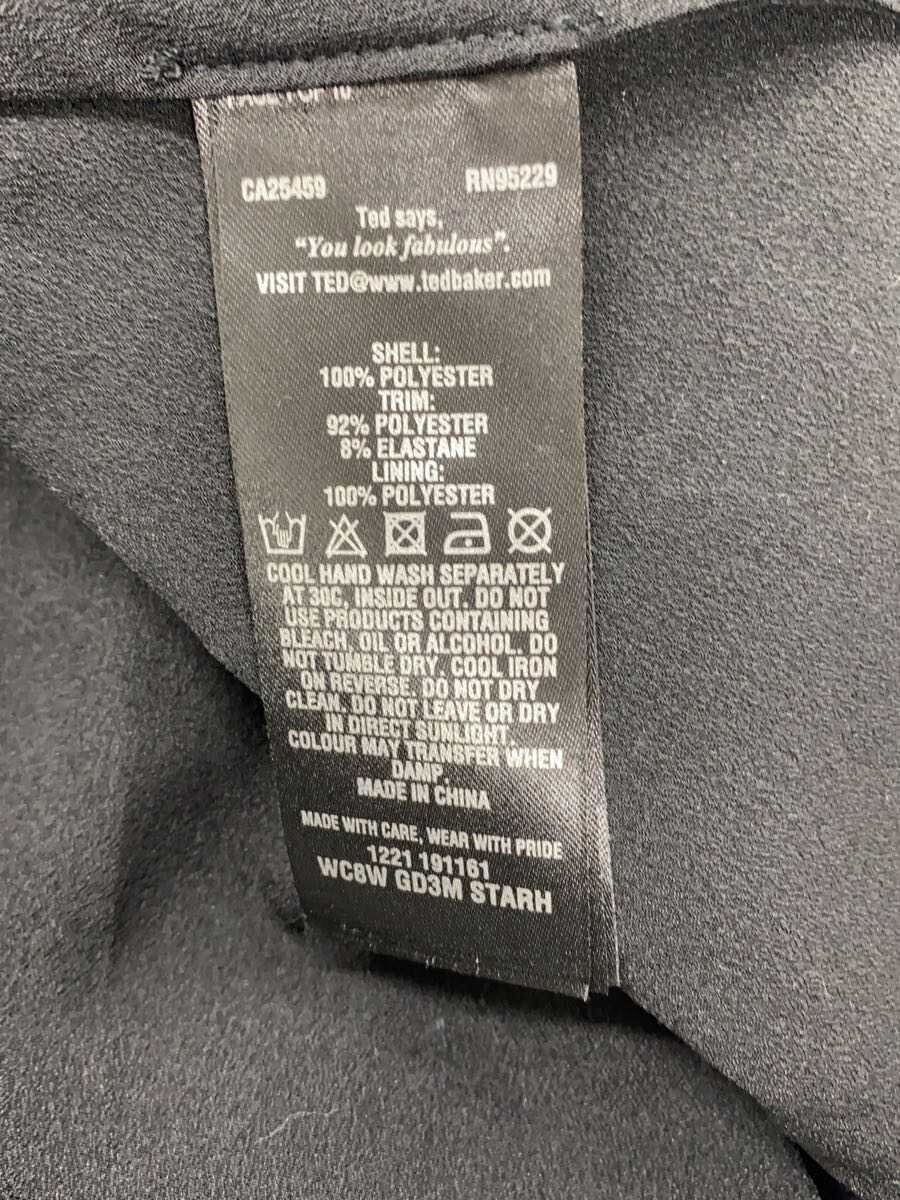 CA25459 RN95229
Ted says,
"You look fabulous".
VISIT TED@www.tedbaker.com
SHELL:
100% POLYESTER
TRIM:
92% POLYESTER
8% ELASTANE
LINING:
100% POLYESTER
COOL HAND WASH SEPARATELY
AT 30C, INSIDE OUT. DO NOT
USE PRODUCTS CONTAINING
BLEACH, OIL OR ALCOHOL. DO
NOT TUMBLE DRY. COOL IRON
ON REVERSE. DO NOT DRY
CLEAN. DO NOT LEAVE OR DRY
IN DIRECT SUNLIGHT.
COLOUR MAY TRANSFER WHEN
DAMP.
MADE IN CHINA
MADE WITH CARE, WEAR WITH PRIDE
1221 191161
WC8W GD3M STARH